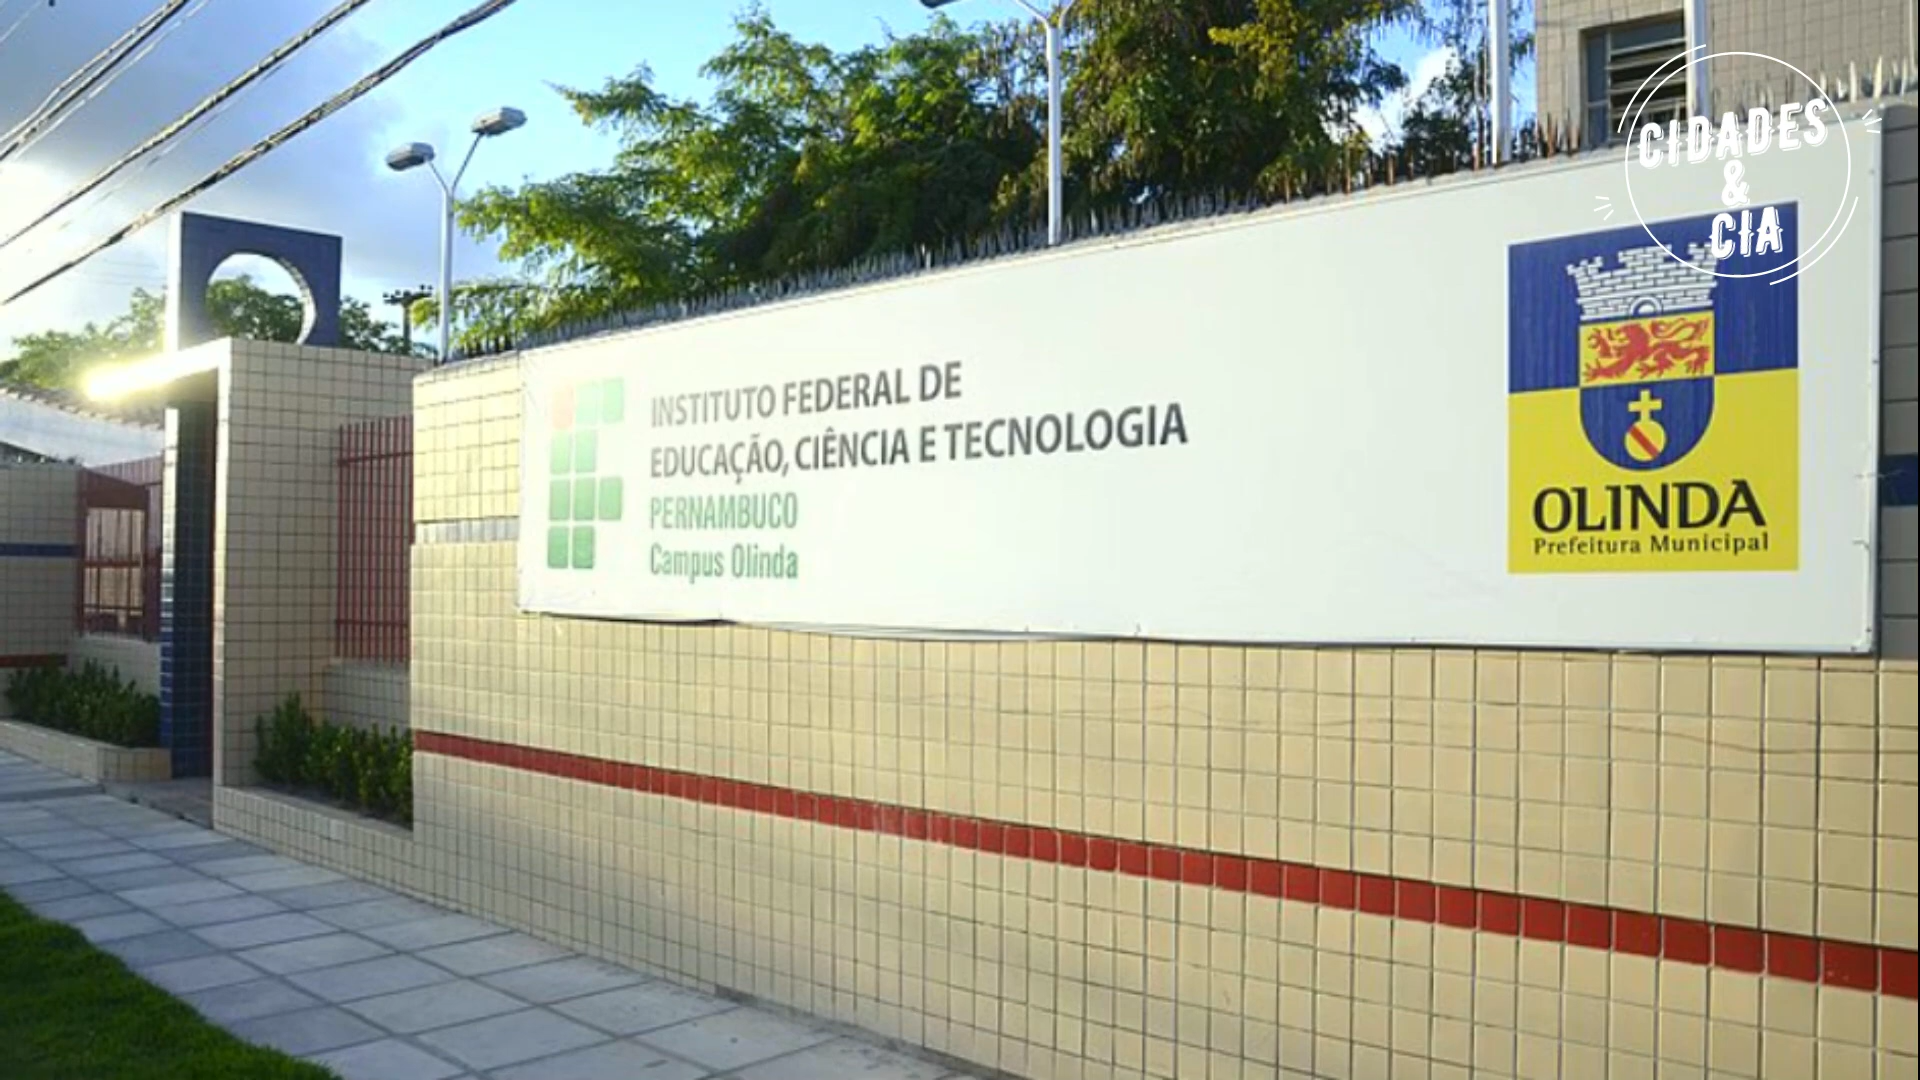 CIDADES
&
CIA
INSTITUTO FEDERAL DE
EDUCAÇÃO, CIÊNCIA E TECNOLOGIA
PERNAMBUCO
Campus Olinda
OLINDA
Prefeitura Municipal